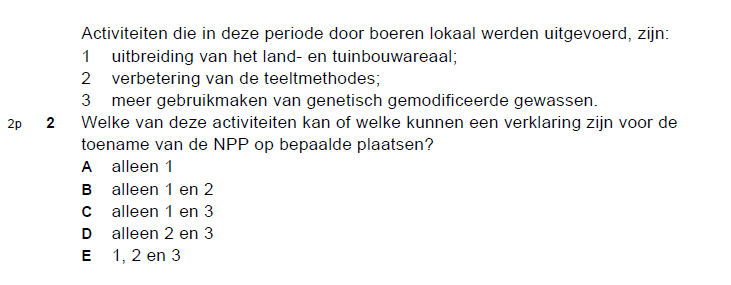 Activiteiten die in deze periode door boeren lokaal werden uitgevoerd, zijn:
1 uitbreiding van het land- en tuinbouwareaal;
2 verbetering van de teeltmethodes;
3 meer gebruikmaken van genetisch gemodificeerde gewassen.
2p 2 Welke van deze activiteiten kan of welke kunnen een verklaring zijn voor de
toename van de NPP op bepaalde plaatsen?
A alleen 1
B alleen 1 en 2
C alleen 1 en 3
D alleen 2 en 3
E 1, 2 en 3